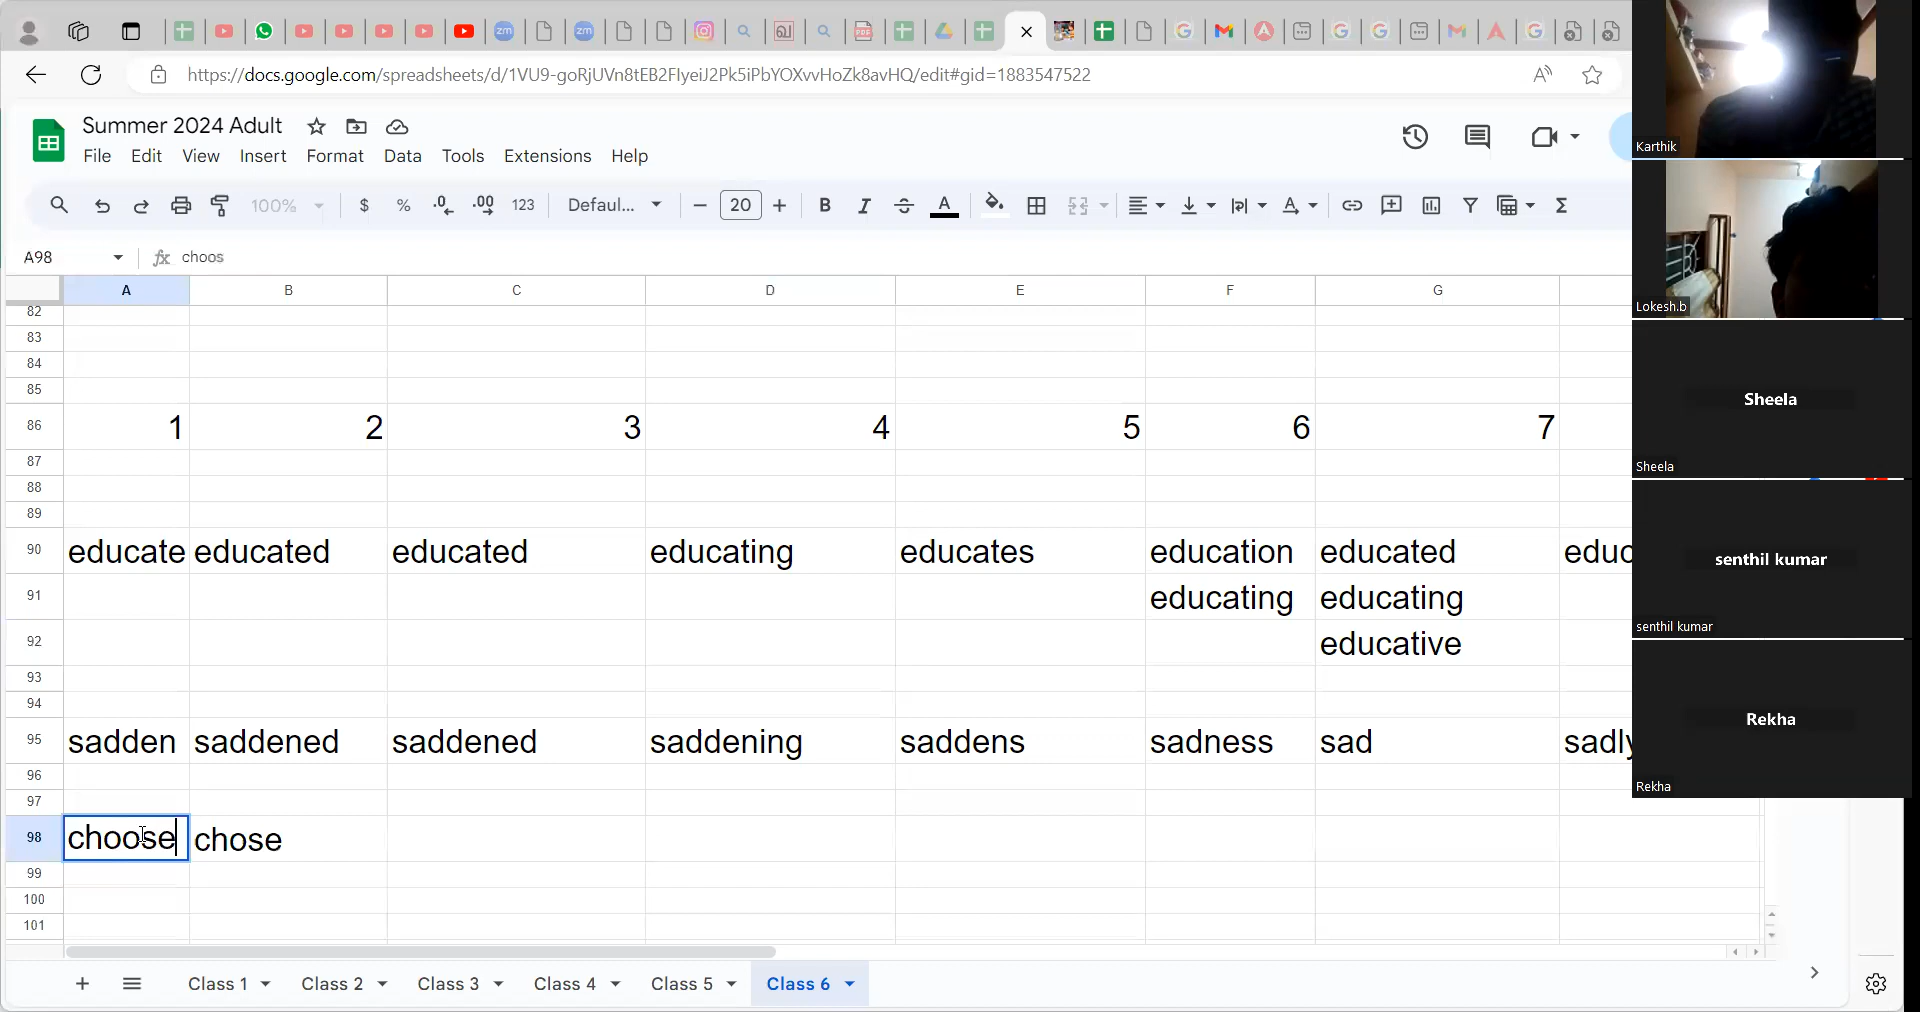 https://docs.google.com/spreadsheets/d/1VU9-goRjUVn8tEB2FIyeiJ2Pk5iPbYOXvvHoZk8avHQ/edit#gid=1883547522
Summer 2024 Adult
File Edit View Insert Format Data Tools Extensions Help
100% $ % .0 .00 123 Defaul... 20 B I A
A98 fx choos
A B C D E F G
82
83
84
85
86 1 2 3 4 5 6 7
87
88
89
90 educate educated educated educating educates education educated educ
91 educating educating
92 educative
93
94
95 sadden saddened saddened saddening saddens sadness sad sadly
96
97
98 choose chose
99
100
101
Class 1 Class 2 Class 3 Class 4 Class 5 Class 6
Karthik
Lokesh.b
Sheela
Sheela
senthil kumar
senthil kumar
Rekha
Rekha